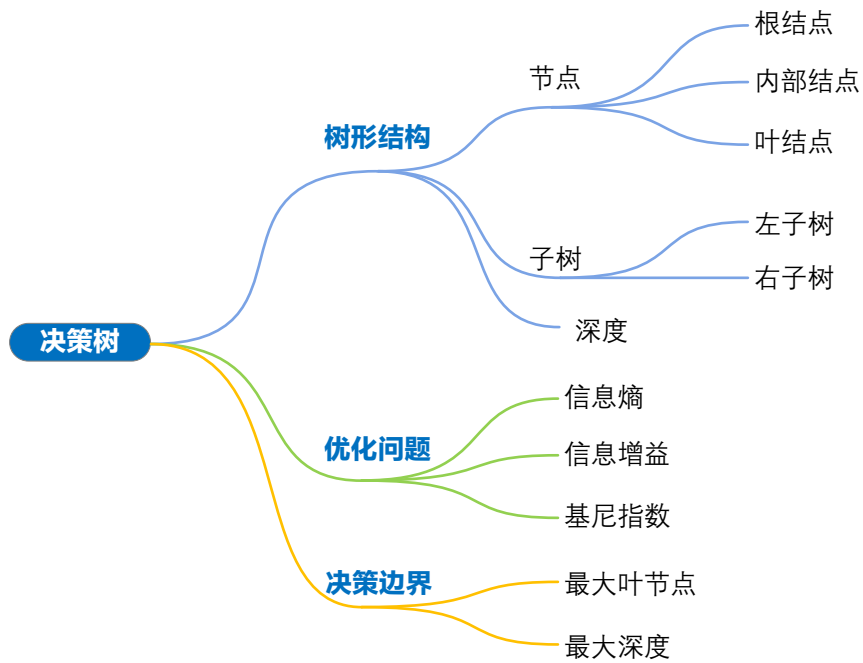 决策树
树形结构
节点
根结点
内部结点
叶结点
子树
左子树
右子树
深度
优化问题
信息熵
信息增益
基尼指数
决策边界
最大叶节点
最大深度